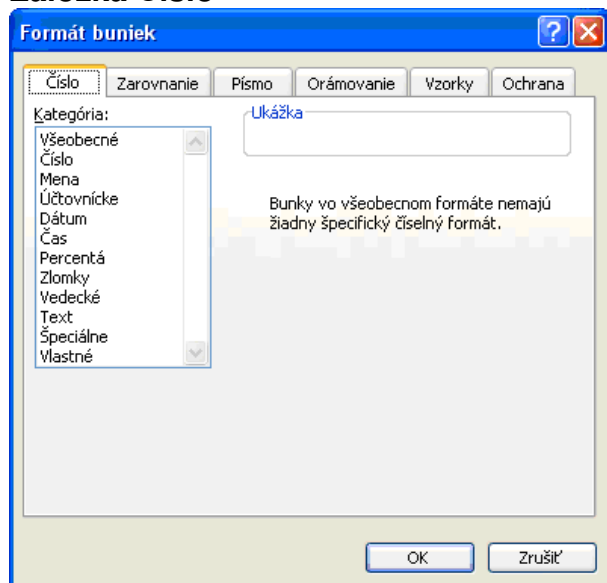 Formát buniek
Číslo Zarovnanie Písmo Orámovanie Vzorky Ochrana
Kategória:
Všeobecné
Číslo
Mena
Účtovnícke
Dátum
Čas
Percentá
Zlomky
Vedecké
Text
Špeciálne
Vlastné
Ukážka
Bunky vo všeobecnom formáte nemajú
žiadny špecifický číselný formát.
OK Zrušiť